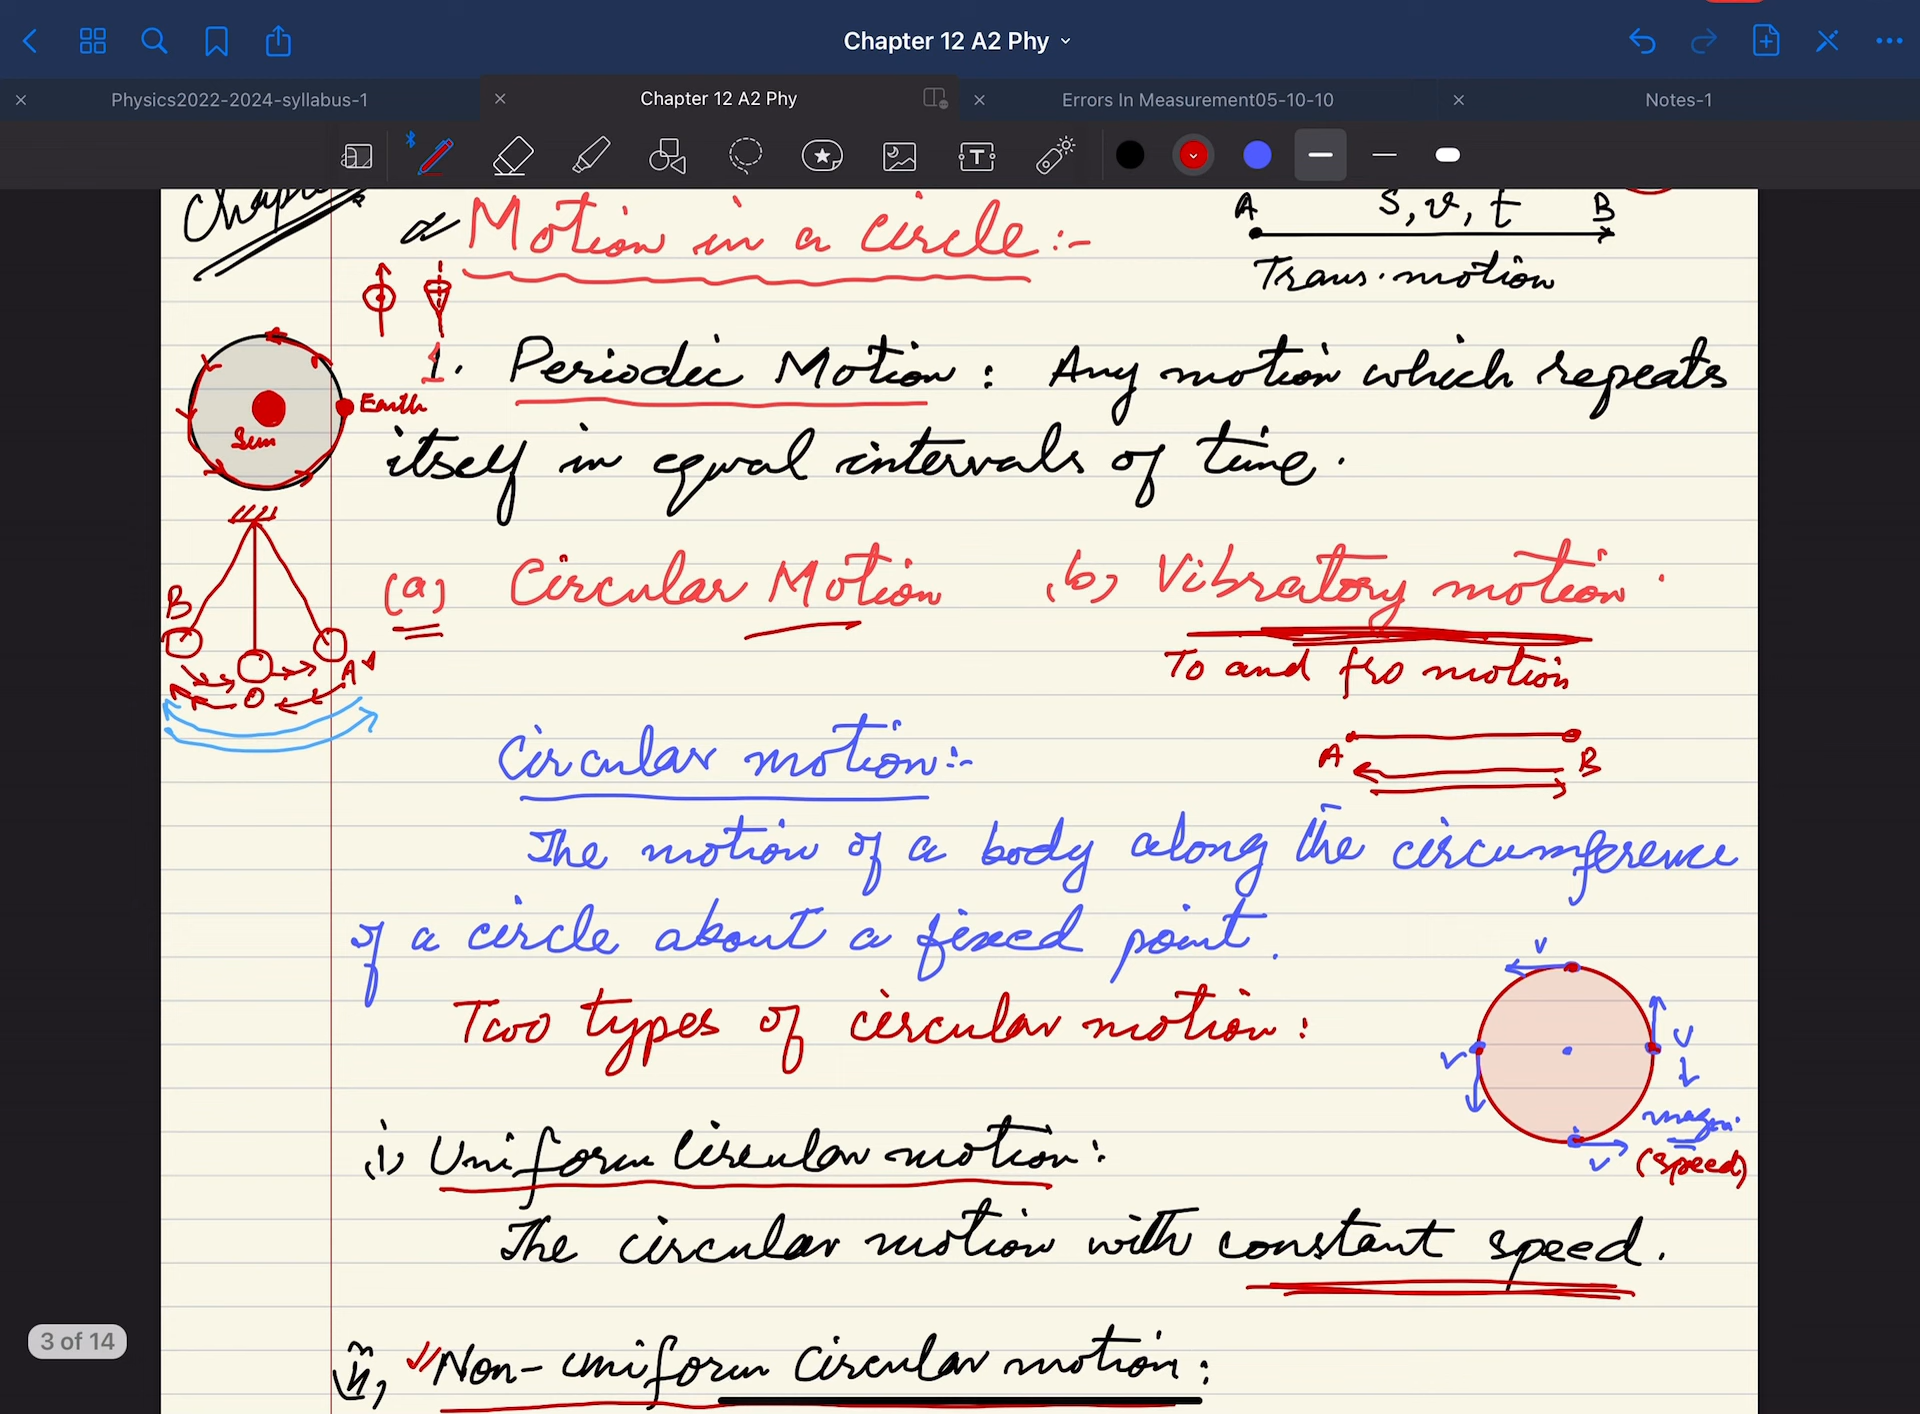 Chapter 12 A2 Phy
Physics2022-2024-syllabus-1
Chapter 12 A2 Phy
Errors In Measurement05-10-10
Notes-1
T
Motion in a circle:-
A S, v, t B
Trans. motion
1. Periodic Motion: Any motion which repeats
Earth
Sun
itself in equal intervals of time.
(a) Circular Motion (b) Vibratory motion.
B
A
O
To and fro motion
A B
Circular motion:-
The motion of a body along the circumference
of a circle about a fixed point.
v
Two types of circular motion:
v
v
magni.
v
(speed)
(i) Uniform Circular motion:
The circular motion with constant speed.
3 of 14
ii, Non-uniform Circular motion: